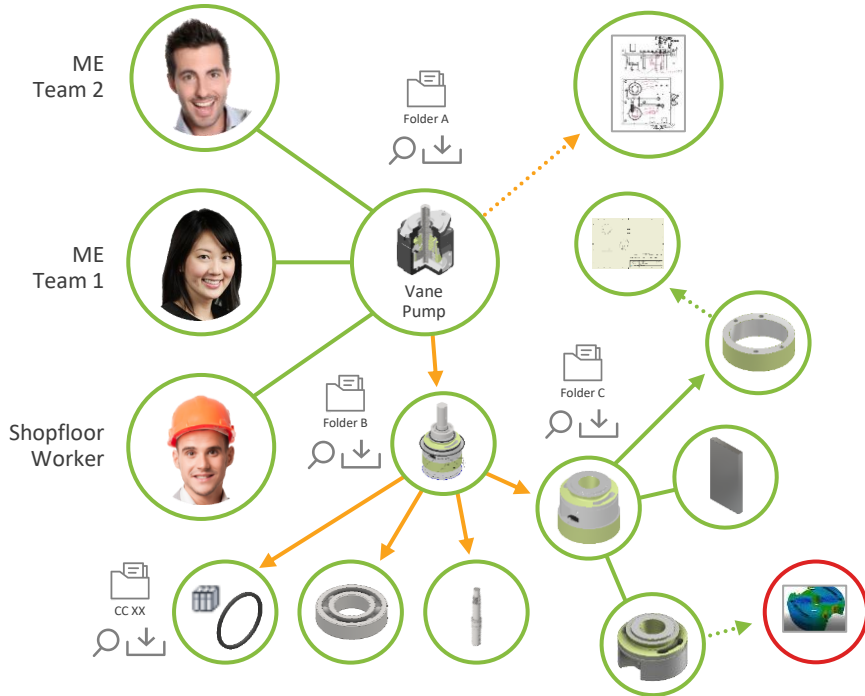 ME
Team 2
Folder A
ME
Team 1
Vane
Pump
Folder C
Folder B
Shopfloor
Worker
CC XX